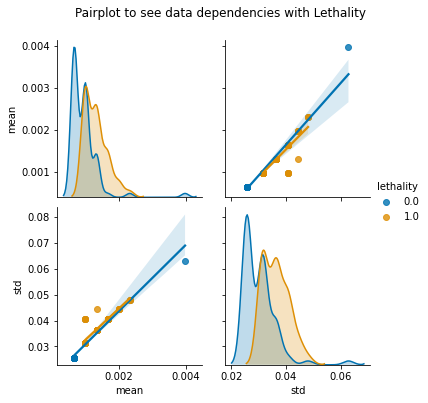 Pairplot to see data dependencies with Lethality
0.004
0.003
0.002
0.001
mean
lethality
0.0
1.0
0.08
0.07
0.06
0.05
0.04
0.03
std
0.002 0.004
mean
0.02 0.04 0.06
std